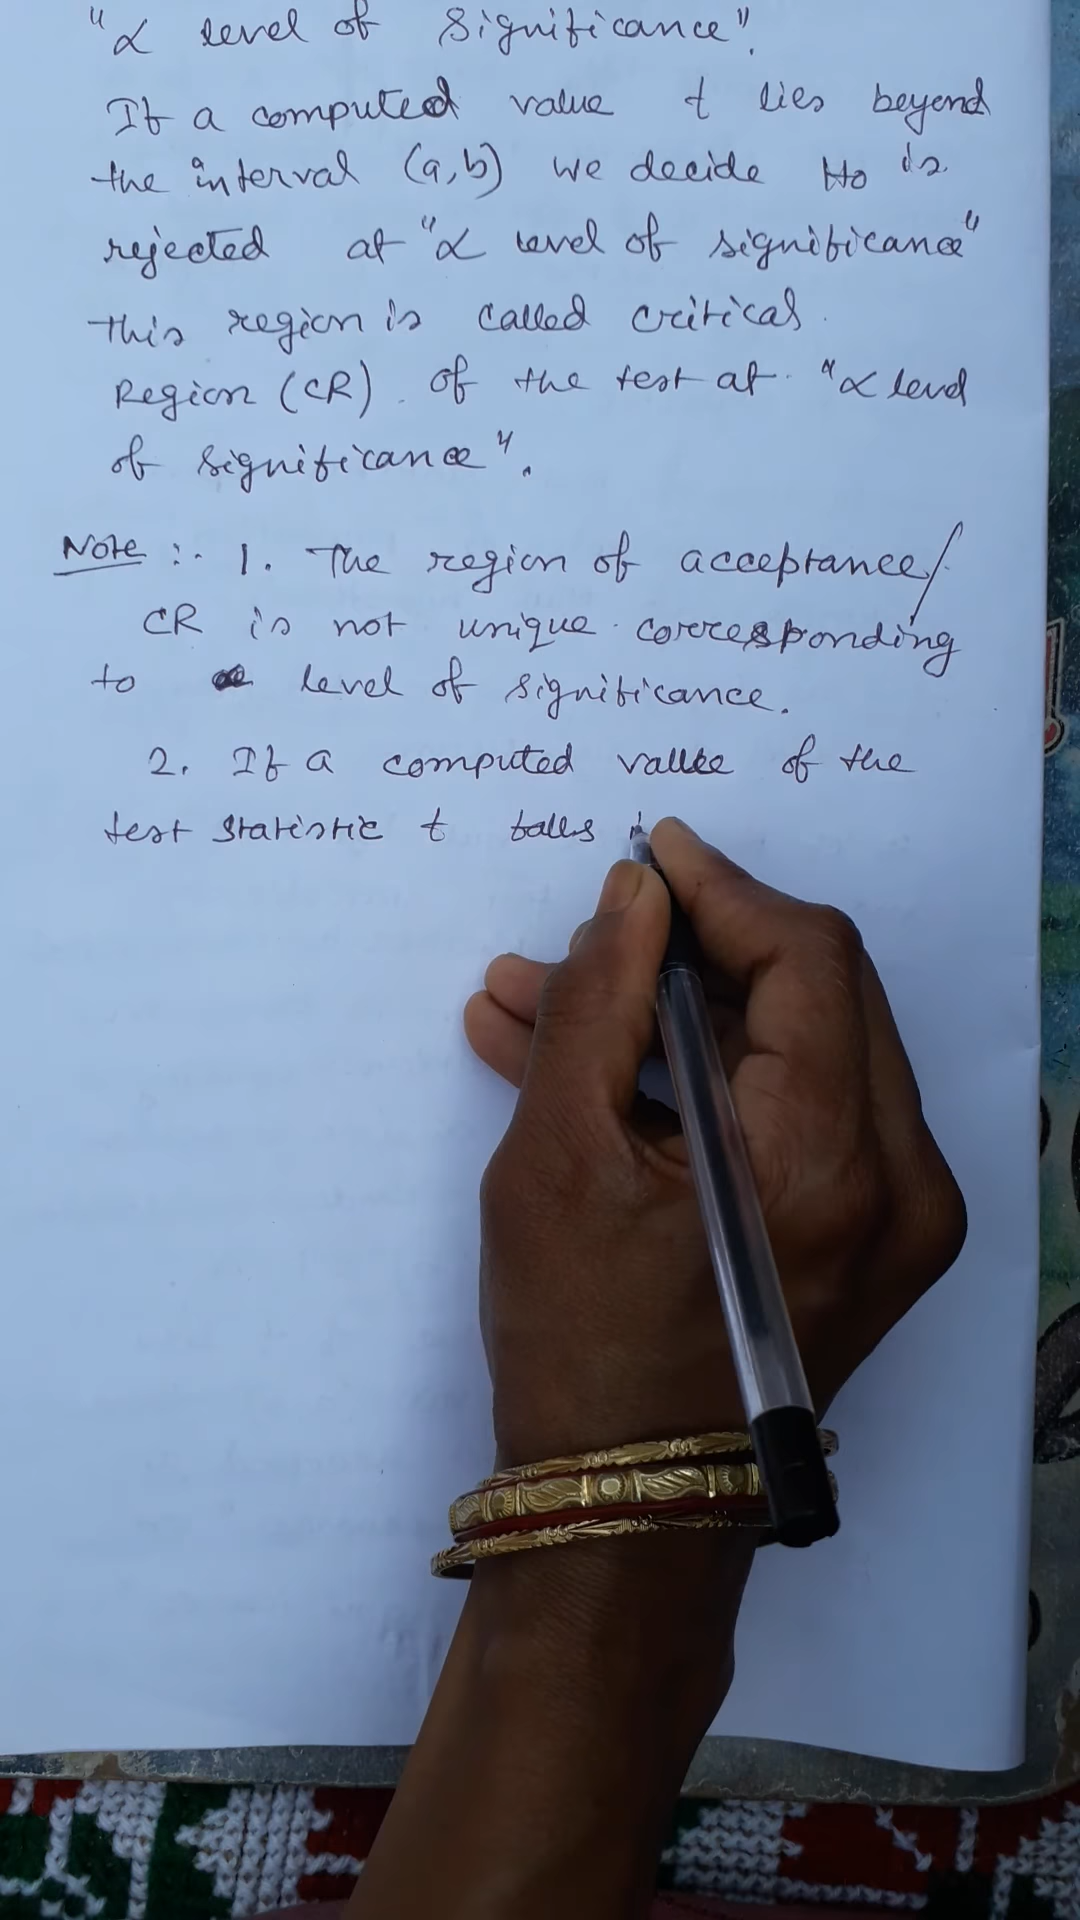 "α level of significance".
If a computed value t lies beyend
the interval (a,b) we decide Ho is
rejected at "α level of significance"
This region is called critical.
Region (CR). of the test at "α level
of significance".
Note :- 1. The region of acceptance/
CR is not unique corresponding
to level of significance.
2. If a computed value of the
test statistic t falls